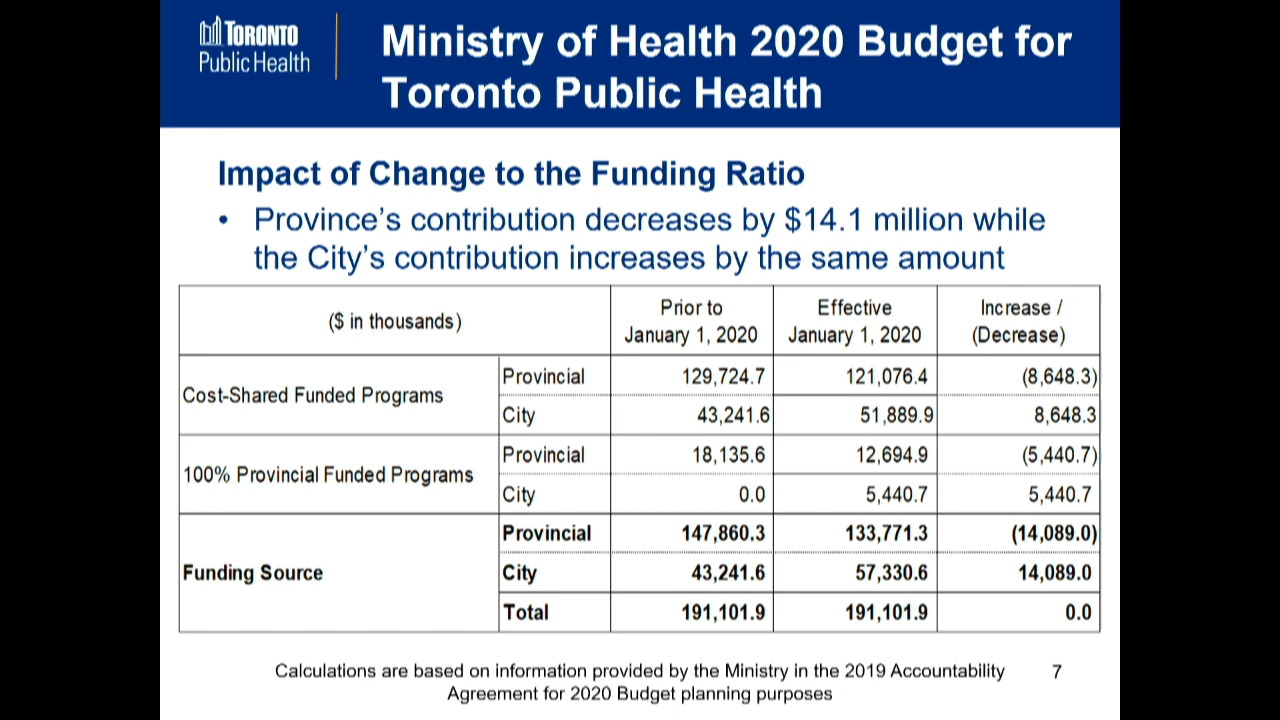 TORONTO
Public Health
Ministry of Health 2020 Budget for
Toronto Public Health
Impact of Change to the Funding Ratio
• Province’s contribution decreases by $14.1 million while
the City’s contribution increases by the same amount
($ in thousands) Prior to January 1, 2020 Effective January 1, 2020 Increase / (Decrease)
Cost-Shared Funded Programs Provincial 129,724.7 121,076.4 (8,648.3)
City 43,241.6 51,889.9 8,648.3
100% Provincial Funded Programs Provincial 18,135.6 12,694.9 (5,440.7)
City 0.0 5,440.7 5,440.7
Funding Source Provincial 147,860.3 133,771.3 (14,089.0)
City 43,241.6 57,330.6 14,089.0
Total 191,101.9 191,101.9 0.0
Calculations are based on information provided by the Ministry in the 2019 Accountability
Agreement for 2020 Budget planning purposes
7